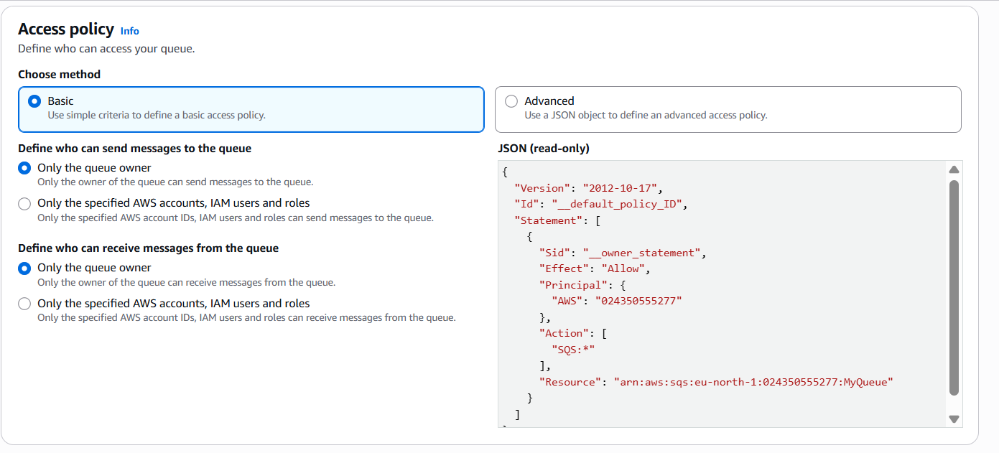 Access policy Info
Define who can access your queue.
Choose method
Basic
Use simple criteria to define a basic access policy.
Advanced
Use a JSON object to define an advanced access policy.
Define who can send messages to the queue
Only the queue owner
Only the owner of the queue can send messages to the queue.
Only the specified AWS accounts, IAM users and roles
Only the specified AWS account IDs, IAM users and roles can send messages to the queue.
Define who can receive messages from the queue
Only the queue owner
Only the owner of the queue can receive messages from the queue.
Only the specified AWS accounts, IAM users and roles
Only the specified AWS account IDs, IAM users and roles can receive messages from the queue.
JSON (read-only)
{
  "Version": "2012-10-17",
  "Id": "__default_policy_ID",
  "Statement": [
    {
      "Sid": "__owner_statement",
      "Effect": "Allow",
      "Principal": {
        "AWS": "024350555277"
      },
      "Action": [
        "SQS:*"
      ],
      "Resource": "arn:aws:sqs:eu-north-1:024350555277:MyQueue"
    }
  ]